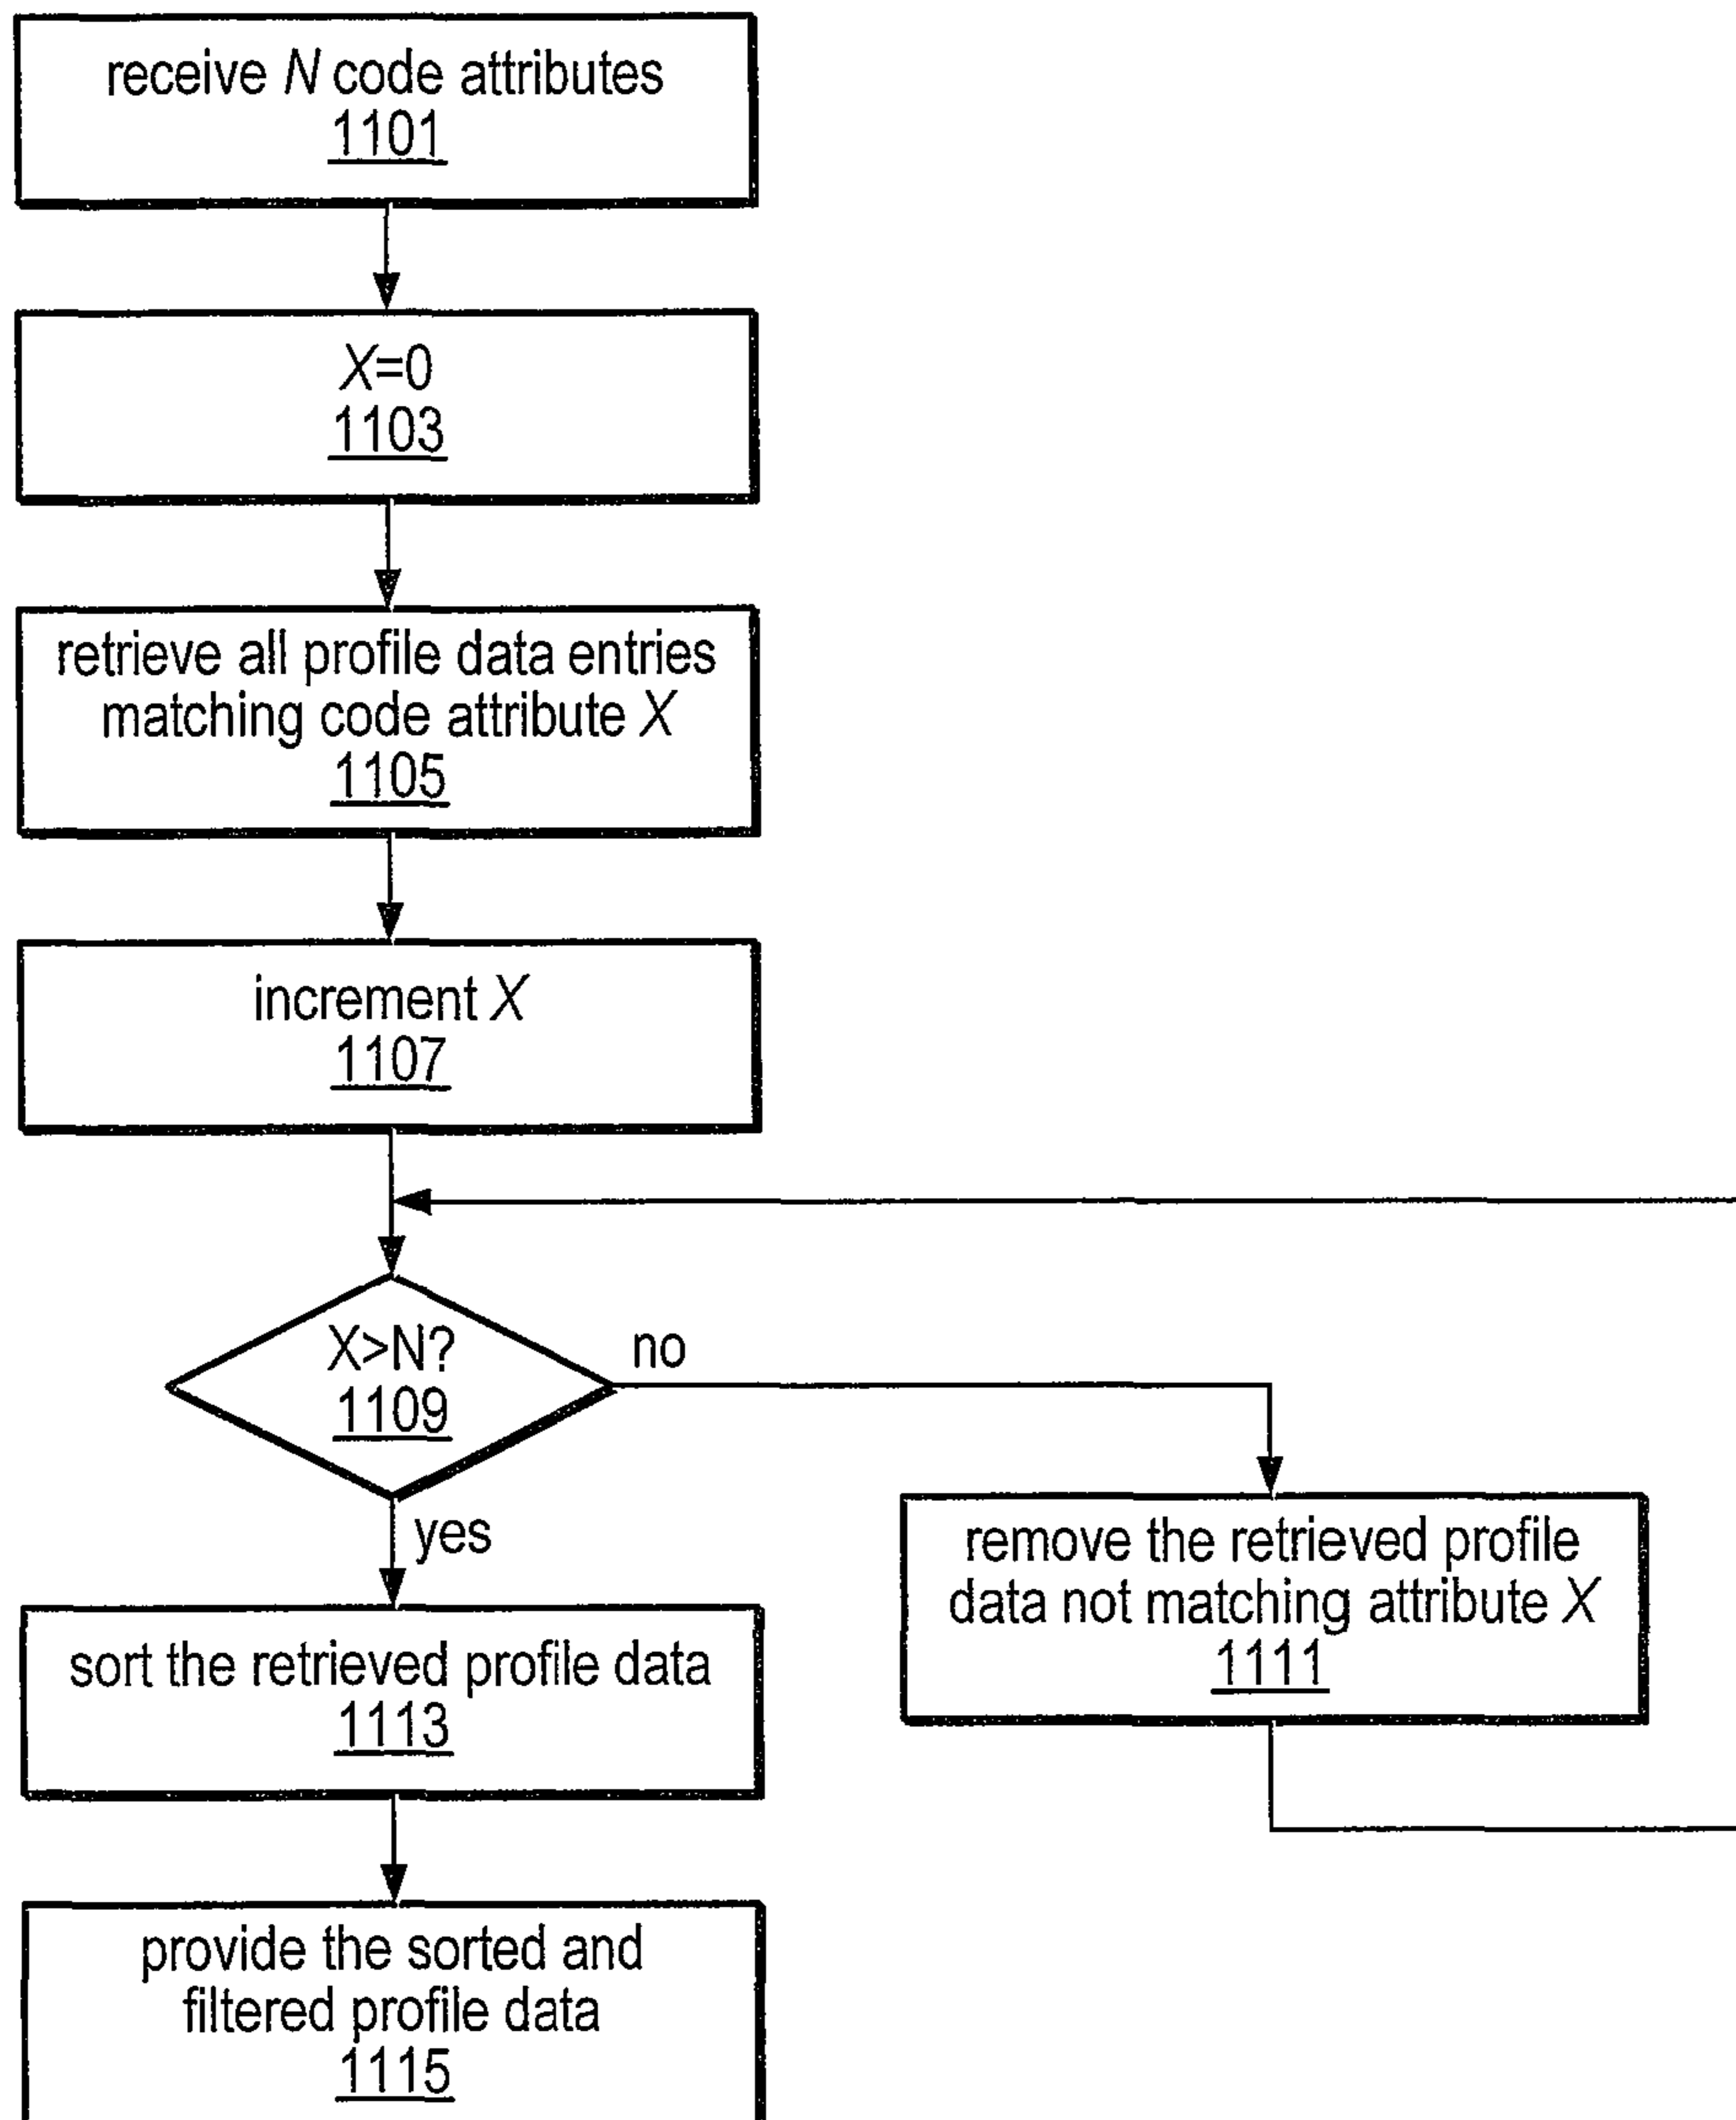 receive N code attributes
1101
X=0
1103
retrieve all profile data entries
matching code attribute X
1105
increment X
1107
X>N?
1109
no
yes
remove the retrieved profile
data not matching attribute X
1111
sort the retrieved profile data
1113
provide the sorted and
filtered profile data
1115